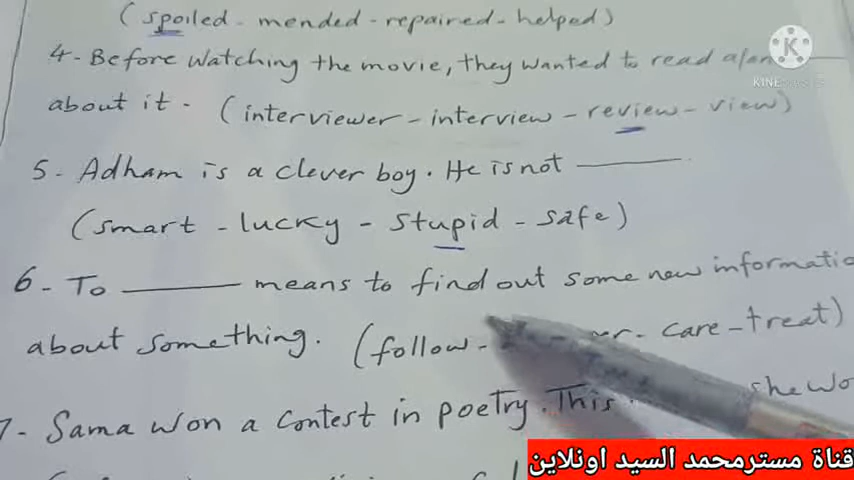 (spoiled - mended - repaired - helped)
4 - Before watching the movie, they wanted to read a/an
about it - (interviewer - interview - review - view)
5 - Adham is a clever boy. He is not ______
(smart - lucky - stupid - safe)
6 - To ______ means to find out some new informatio
about something. (follow - care - treat)
7 - Sama won a contest in poetry. This she wo
قناة مسترمحمد السيد اونلاين